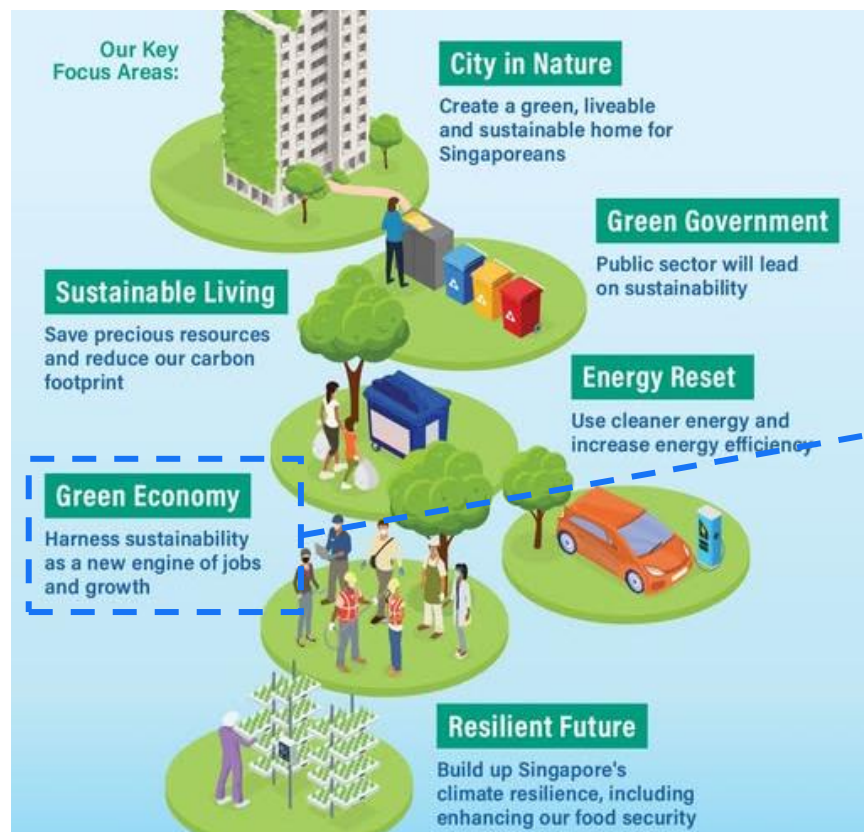 Our Key
Focus Areas:
City in Nature
Create a green, liveable
and sustainable home for
Singaporeans
Green Government
Public sector will lead
on sustainability
Sustainable Living
Save precious resources
and reduce our carbon
footprint
Energy Reset
Use cleaner energy and
increase energy efficiency
Green Economy
Harness sustainability
as a new engine of jobs
and growth
Resilient Future
Build up Singapore's
climate resilience, including
enhancing our food security